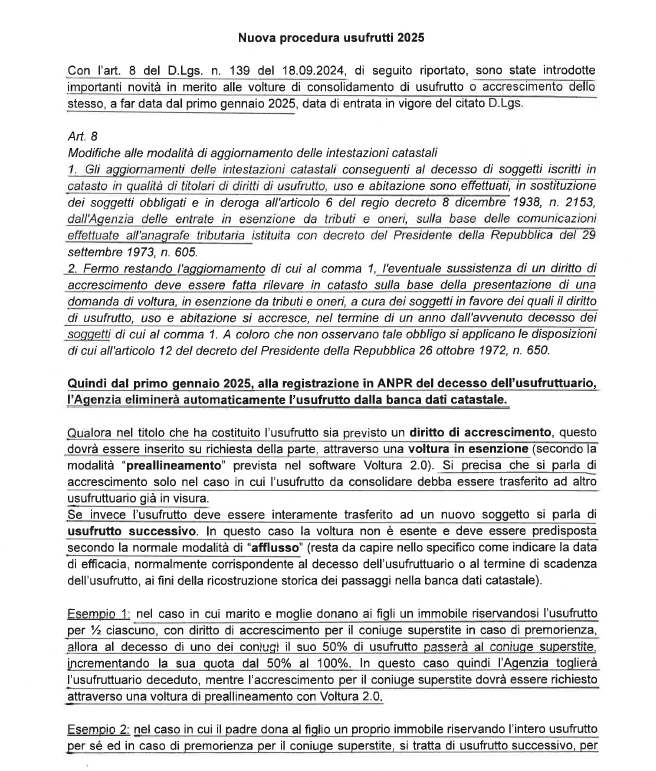 Nuova procedura usufrutti 2025
Con l'art. 8 del D.Lgs. n. 139 del 18.09.2024, di seguito riportato, sono state introdotte
importanti novità in merito alle volture di consolidamento di usufrutto o accrescimento dello
stesso, a far data dal primo gennaio 2025, data di entrata in vigore del citato D.Lgs.
Art. 8
Modifiche alle modalità di aggiornamento delle intestazioni catastali
1. Gli aggiornamenti delle intestazioni catastali conseguenti al decesso di soggetti iscritti in
catasto in qualità di titolari di diritti di usufrutto, uso e abitazione sono effettuati, in sostituzione
dei soggetti obbligati e in deroga all'articolo 6 del regio decreto 8 dicembre 1938, n. 2153,
dall'Agenzia delle entrate in esenzione da tributi e oneri, sulla base delle comunicazioni
effettuate all'anagrafe tributaria istituita con decreto del Presidente della Repubblica del 29
settembre 1973, n. 605.
2. Fermo restando l'aggiornamento di cui al comma 1, l'eventuale sussistenza di un diritto di
accrescimento deve essere fatta rilevare in catasto sulla base della presentazione di una
domanda di voltura, in esenzione da tributi e oneri, a cura dei soggetti in favore dei quali il diritto
di usufrutto, uso e abitazione si accresce, nel termine di un anno dall'avvenuto decesso dei
soggetti di cui al comma 1. A coloro che non osservano tale obbligo si applicano le disposizioni
di cui all'articolo 12 del decreto del Presidente della Repubblica 26 ottobre 1972, n. 650.
Quindi dal primo gennaio 2025, alla registrazione in ANPR del decesso dell'usufruttuario,
l'Agenzia eliminerà automaticamente l'usufrutto dalla banca dati catastale.
Qualora nel titolo che ha costituito l'usufrutto sia previsto un diritto di accrescimento, questo
dovrà essere inserito su richiesta della parte, attraverso una voltura in esenzione (secondo la
modalità "preallineamento" prevista nel software Voltura 2.0). Si precisa che si parla di
accrescimento solo nel caso in cui l'usufrutto da consolidare debba essere trasferito ad altro
usufruttuario già in visura.
Se invece l'usufrutto deve essere interamente trasferito ad un nuovo soggetto si parla di
usufrutto successivo. In questo caso la voltura non è esente e deve essere predisposta
secondo la normale modalità di "afflusso" (resta da capire nello specifico come indicare la data
di efficacia, normalmente corrispondente al decesso dell'usufruttuario o al termine di scadenza
dell'usufrutto, ai fini della ricostruzione storica dei passaggi nella banca dati catastale).
Esempio 1: nel caso in cui marito e moglie donano ai figli un immobile riservandosi l'usufrutto
per ½ ciascuno, con diritto di accrescimento per il coniuge superstite in caso di premorienza,
allora al decesso di uno dei coniugi il suo 50% di usufrutto passerà al coniuge superstite,
incrementando la sua quota dal 50% al 100%. In questo caso quindi l'Agenzia toglierà
l'usufruttuario deceduto, mentre l'accrescimento per il coniuge superstite dovrà essere richiesto
attraverso una voltura di preallineamento con Voltura 2.0.
Esempio 2: nel caso in cui il padre dona al figlio un proprio immobile riservando l'intero usufrutto
per sé ed in caso di premorienza per il coniuge superstite, si tratta di usufrutto successivo, per